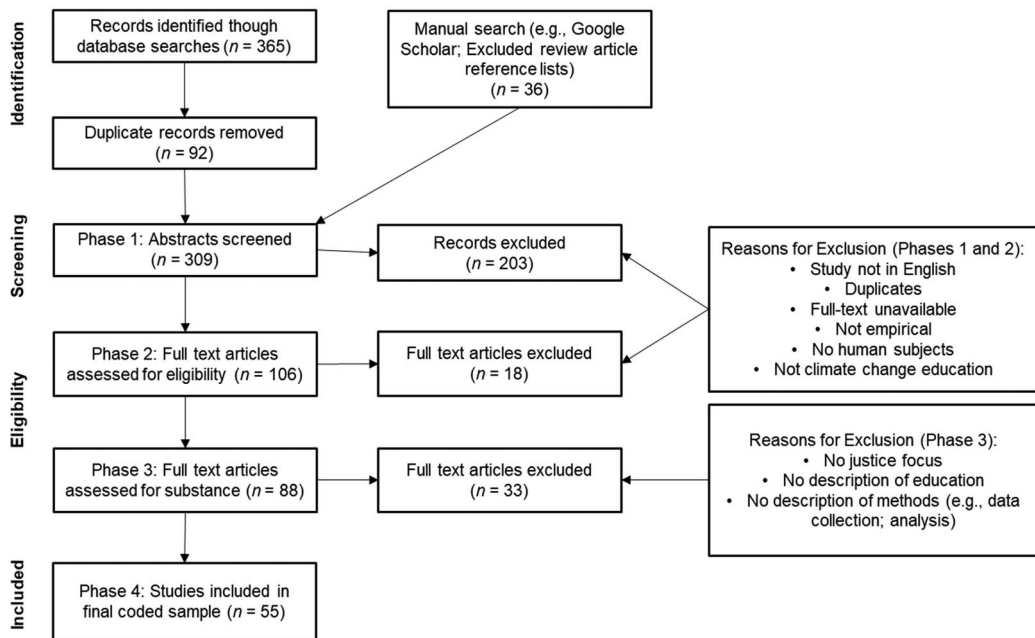 Identification
Records identified though
database searches (n = 365)
Manual search (e.g., Google
Scholar; Excluded review article
reference lists)
(n = 36)
Duplicate records removed
(n = 92)
Screening
Phase 1: Abstracts screened
(n = 309)
Records excluded
(n = 203)
Reasons for Exclusion (Phases 1 and 2):
• Study not in English
• Duplicates
• Full-text unavailable
• Not empirical
• No human subjects
• Not climate change education
Eligibility
Phase 2: Full text articles
assessed for eligibility (n = 106)
Full text articles excluded
(n = 18)
Phase 3: Full text articles
assessed for substance (n = 88)
Full text articles excluded
(n = 33)
Reasons for Exclusion (Phase 3):
• No justice focus
• No description of education
• No description of methods (e.g., data
collection; analysis)
Included
Phase 4: Studies included in
final coded sample (n = 55)